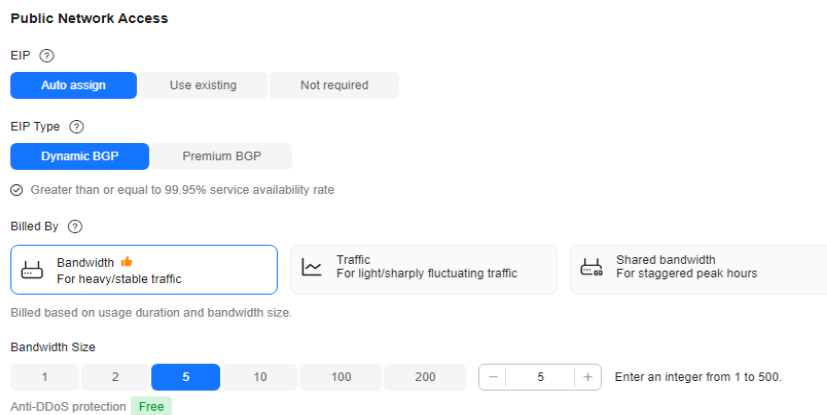 Public Network Access
EIP ?
Auto assign Use existing Not required
EIP Type ?
Dynamic BGP Premium BGP
Greater than or equal to 99.95% service availability rate
Billed By ?
Bandwidth
For heavy/stable traffic
Traffic
For light/sharply fluctuating traffic
Shared bandwidth
For staggered peak hours
Billed based on usage duration and bandwidth size.
Bandwidth Size
1 2 5 10 100 200 − 5 + Enter an integer from 1 to 500.
Anti-DDoS protection Free